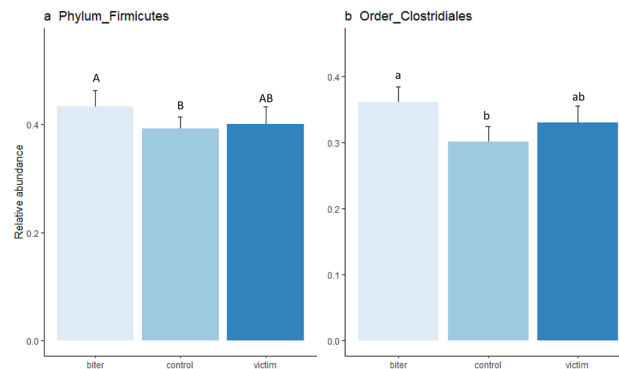 a Phylum_Firmicutes
A
B
AB
Relative abundance
0.4
0.2
0.0
biter
control
victim
b Order_Clostridiales
a
b
ab
0.4
0.3
0.2
0.1
0.0
biter
control
victim